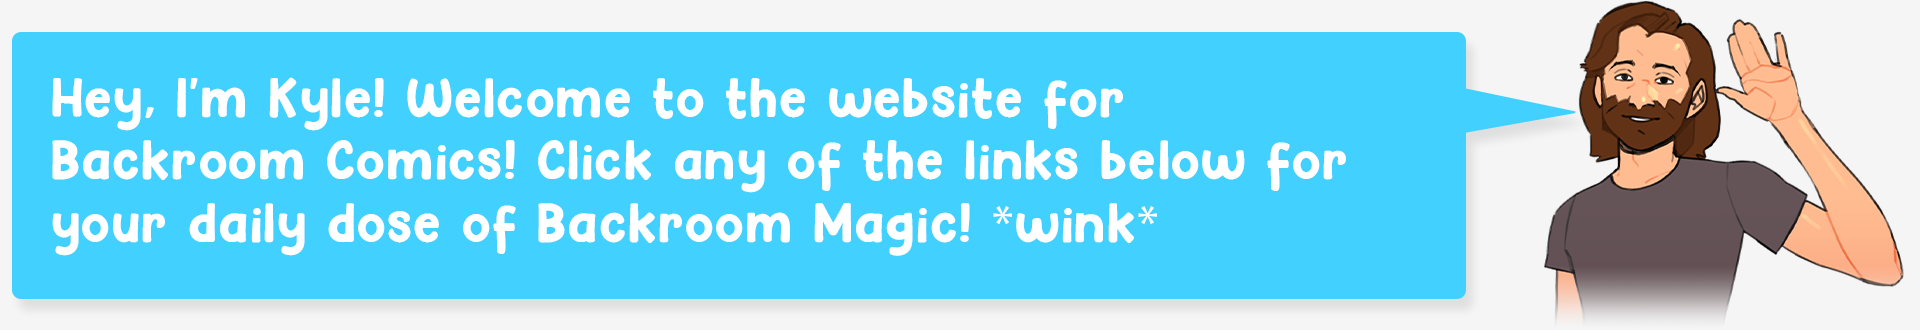 Hey, I'm Kyle! Welcome to the website for
Backroom Comics! Click any of the links below for
your daily dose of Backroom Magic! *wink*